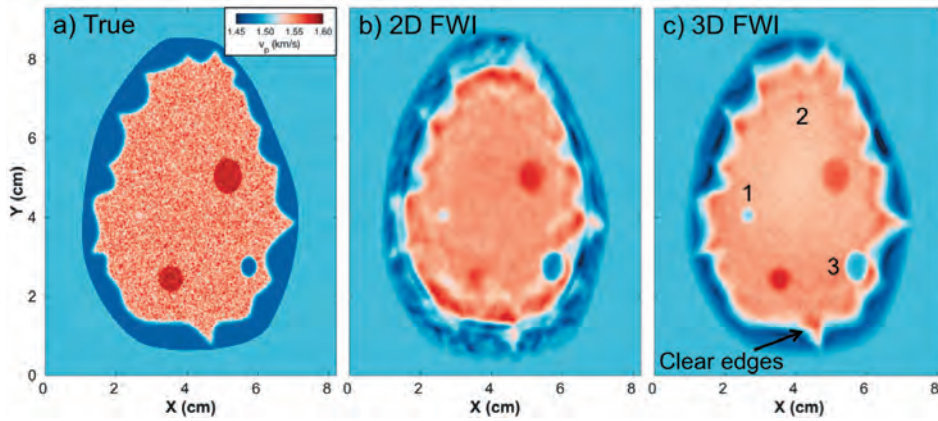 a) True
1.45 1.50 1.55 1.60
vₚ (km/s)
b) 2D FWI
c) 3D FWI
8
6
4
2
0
Y (cm)
0 2 4 6 8
X (cm)
0 2 4 6 8
X (cm)
0 2 4 6 8
X (cm)
2
1
3
Clear edges